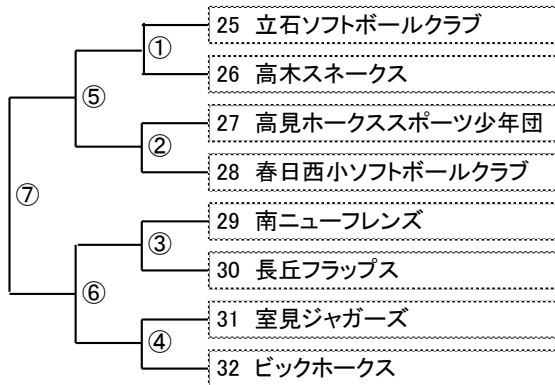 25 立石ソフトボールクラブ
①
26 高木スネークス
⑤
27 高見ホークススポーツ少年団
②
28 春日西小ソフトボールクラブ
⑦
29 南ニューフレンズ
③
30 長丘フラップス
⑥
31 室見ジャガーズ
④
32 ビックホークス